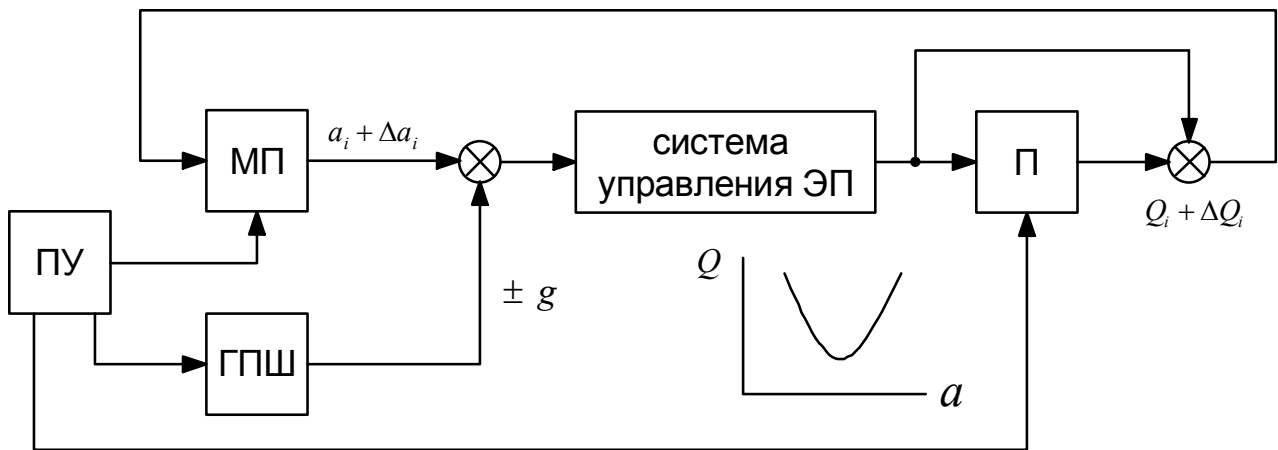 МП
a_i + Δa_i
система
управления ЭП
П
Q_i + ΔQ_i
ПУ
± g
ГПШ
Q
a